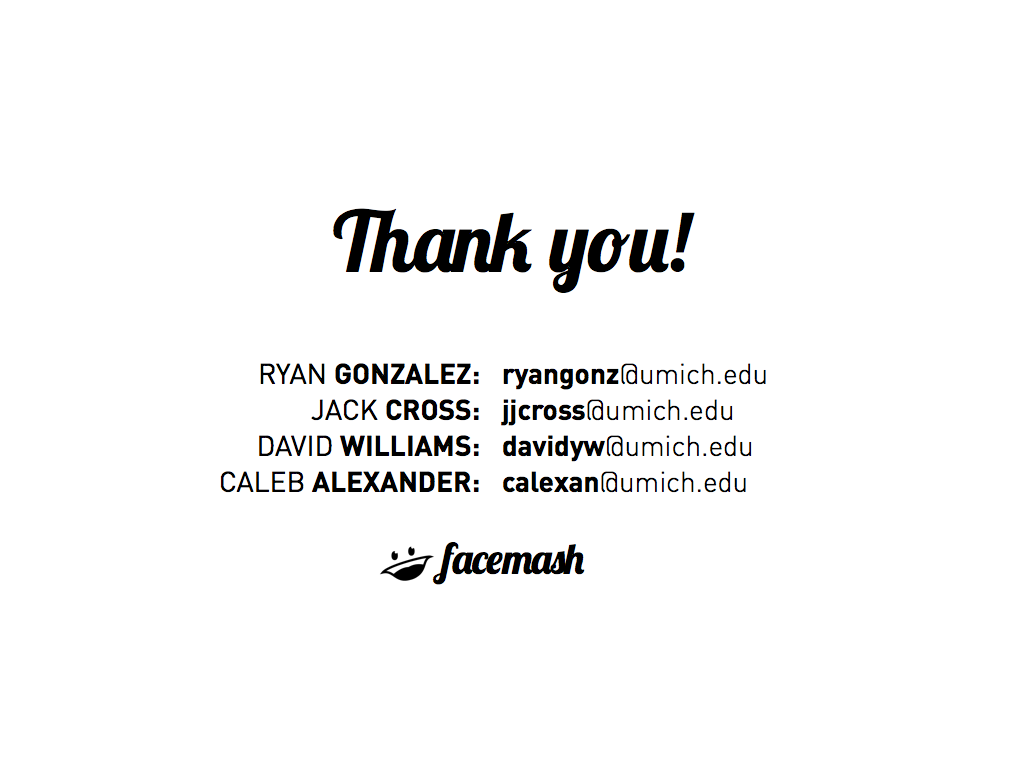 Thank you!
RYAN GONZALEZ: ryangonz@umich.edu
JACK CROSS: jjcross@umich.edu
DAVID WILLIAMS: davidyw@umich.edu
CALEB ALEXANDER: calexan@umich.edu
facemash